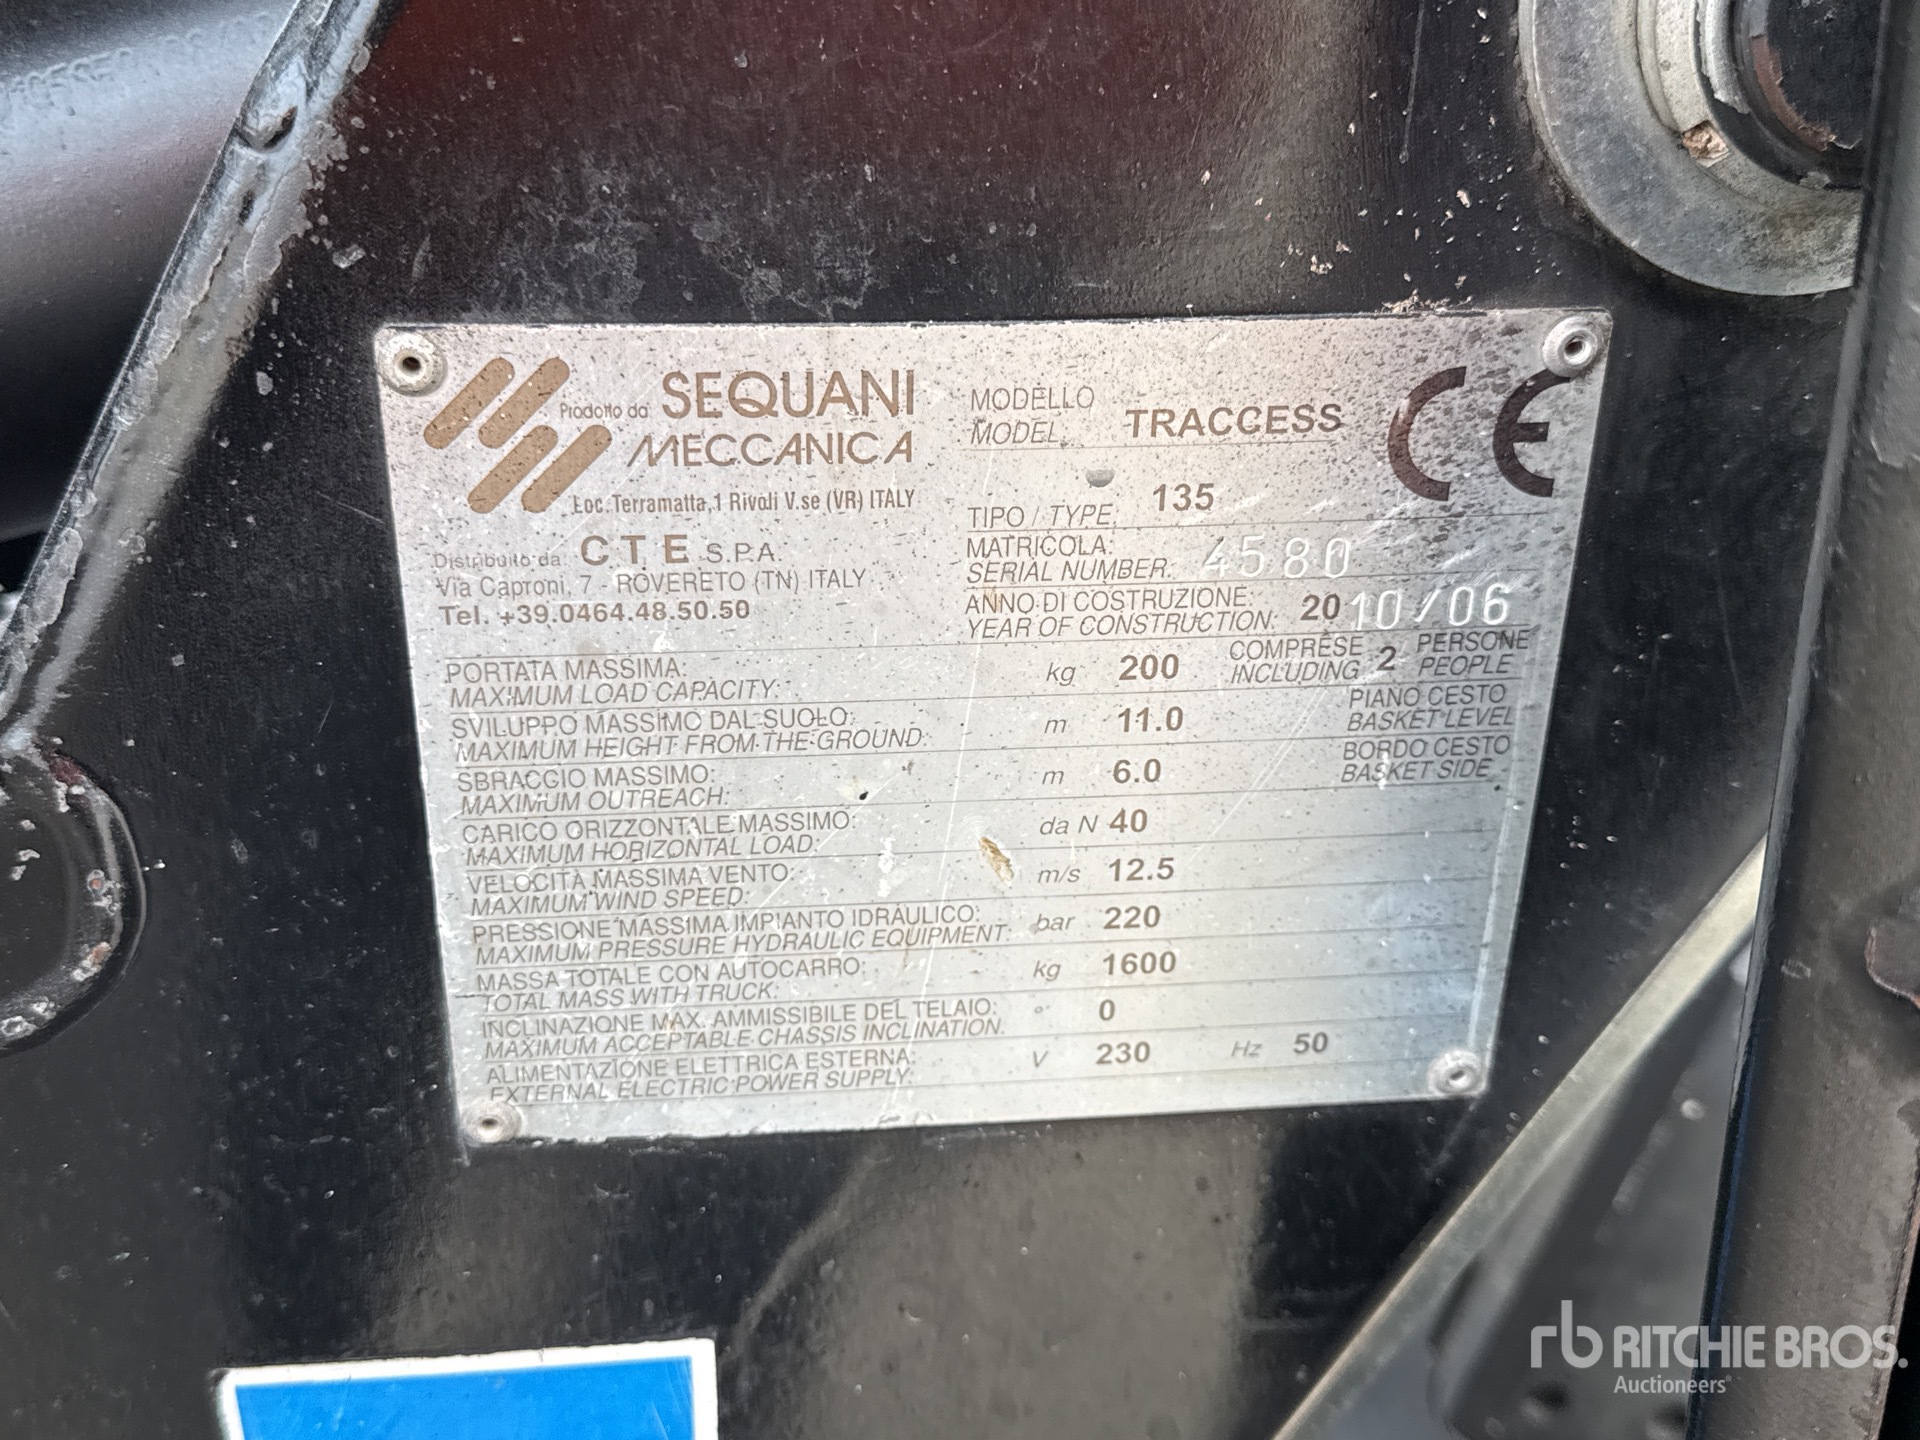 Prodotto da SEQUANI
MECCANICA
Loc. Terramatta,1 Rivoli V.se (VR) ITALY
Distribuito da C T E S.P.A.
Via Caproni, 7 - ROVERETO (TN) ITALY
Tel. +39.0464.48.50.50
MODELLO
MODEL TRACCESS
CE
TIPO / TYPE 135
MATRICOLA:
SERIAL NUMBER: 4580
ANNO DI COSTRUZIONE:
YEAR OF CONSTRUCTION: 2010/06
PORTATA MASSIMA: kg 200 COMPRESE 2 PERSONE
MAXIMUM LOAD CAPACITY: INCLUDING PEOPLE
SVILUPPO MASSIMO DAL SUOLO: m 11.0 PIANO CESTO
MAXIMUM HEIGHT FROM THE GROUND: BASKET LEVEL
SBRACCIO MASSIMO: m 6.0 BORDO CESTO
MAXIMUM OUTREACH: BASKET SIDE
CARICO ORIZZONTALE MASSIMO: da N 40
MAXIMUM HORIZONTAL LOAD:
VELOCITÀ MASSIMA VENTO: m/s 12.5
MAXIMUM WIND SPEED:
PRESSIONE MASSIMA IMPIANTO IDRAULICO: bar 220
MAXIMUM PRESSURE HYDRAULIC EQUIPMENT:
MASSA TOTALE CON AUTOCARRO: kg 1600
TOTAL MASS WITH TRUCK:
INCLINAZIONE MAX. AMMISSIBILE DEL TELAIO: ° 0
MAXIMUM ACCEPTABLE CHASSIS INCLINATION:
ALIMENTAZIONE ELETTRICA ESTERNA: V 230 Hz 50
EXTERNAL ELECTRIC POWER SUPPLY:
rb RITCHIE BROS.
Auctioneers